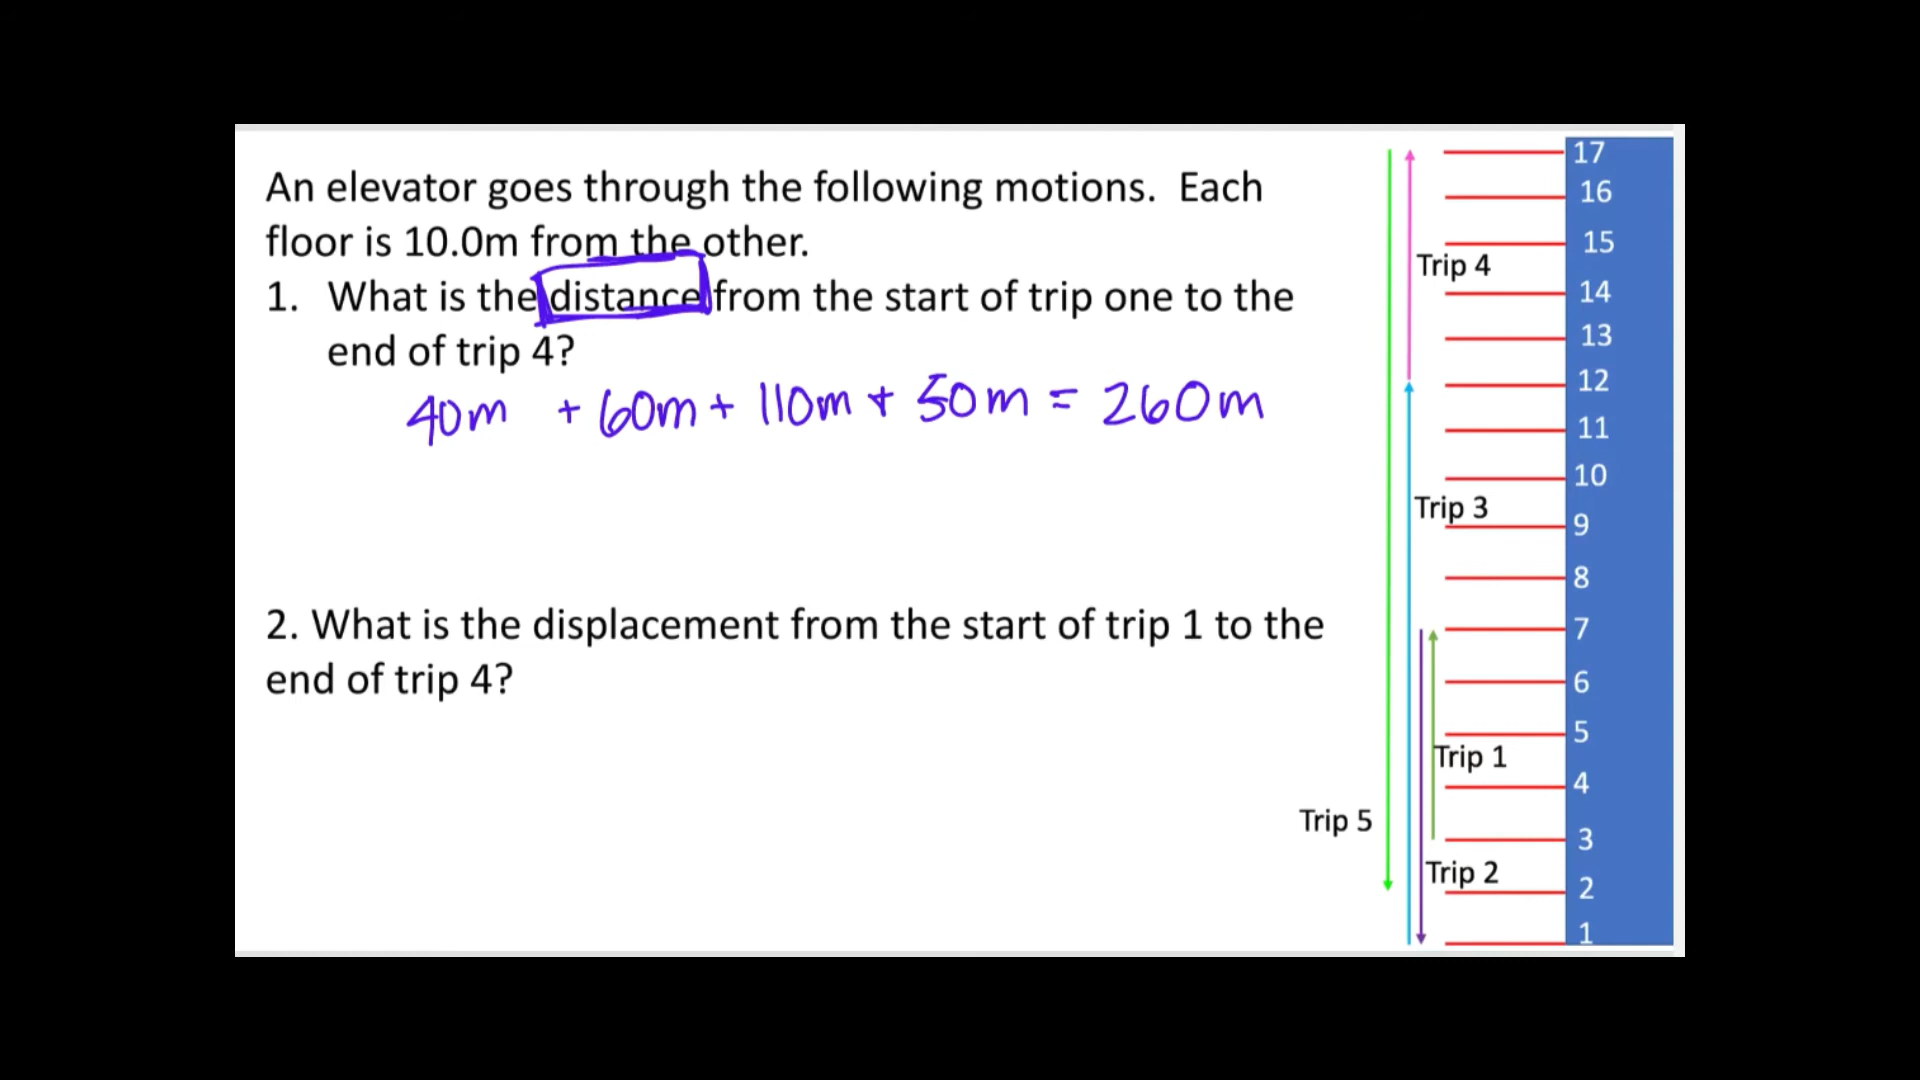 An elevator goes through the following motions. Each
floor is 10.0m from the other.
1. What is the distance from the start of trip one to the
end of trip 4?
40m + 60m + 110m + 50m = 260m
2. What is the displacement from the start of trip 1 to the
end of trip 4?
17
16
15
Trip 4
14
13
12
11
10
Trip 3
9
8
7
6
5
Trip 1
4
Trip 5
3
Trip 2
2
1